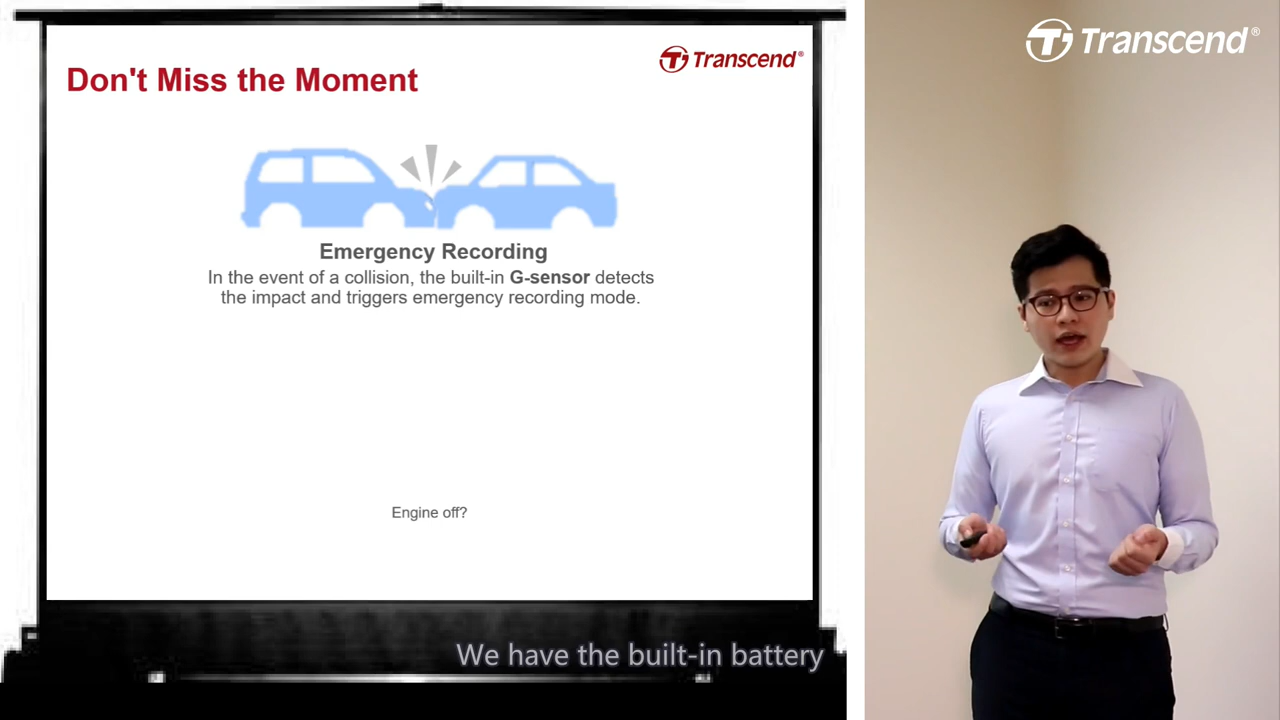 Don't Miss the Moment
Transcend®
Emergency Recording
In the event of a collision, the built-in G-sensor detects
the impact and triggers emergency recording mode.
Engine off?
We have the built-in battery
Transcend®